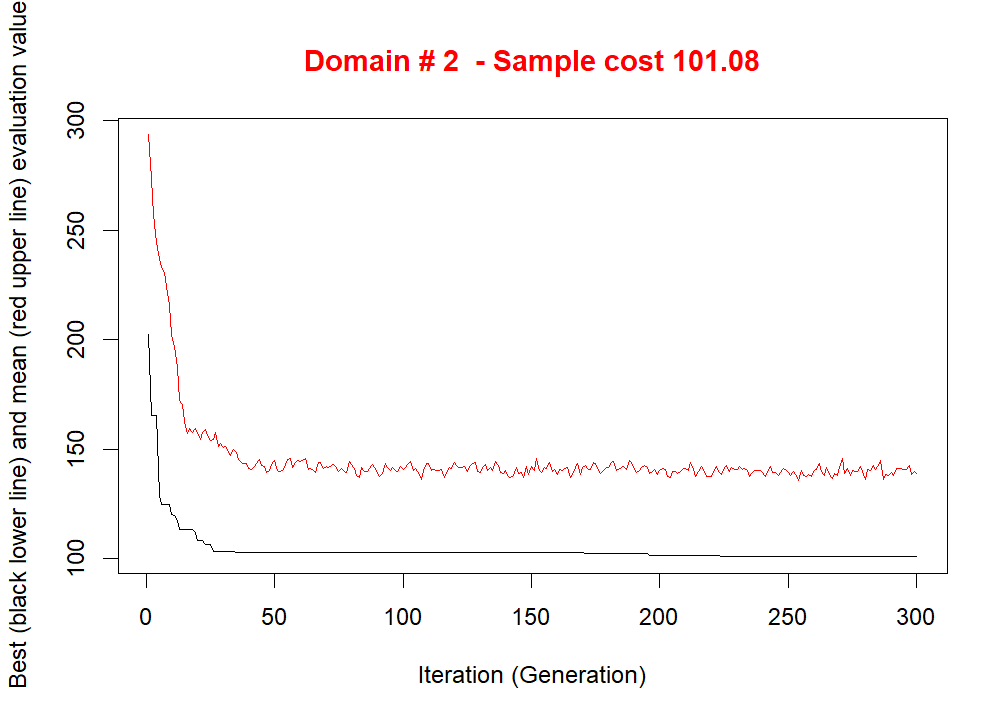 Domain # 2  - Sample cost 101.08
Best (black lower line) and mean (red upper line) evaluation value
300
250
200
150
100
0 50 100 150 200 250 300
Iteration (Generation)